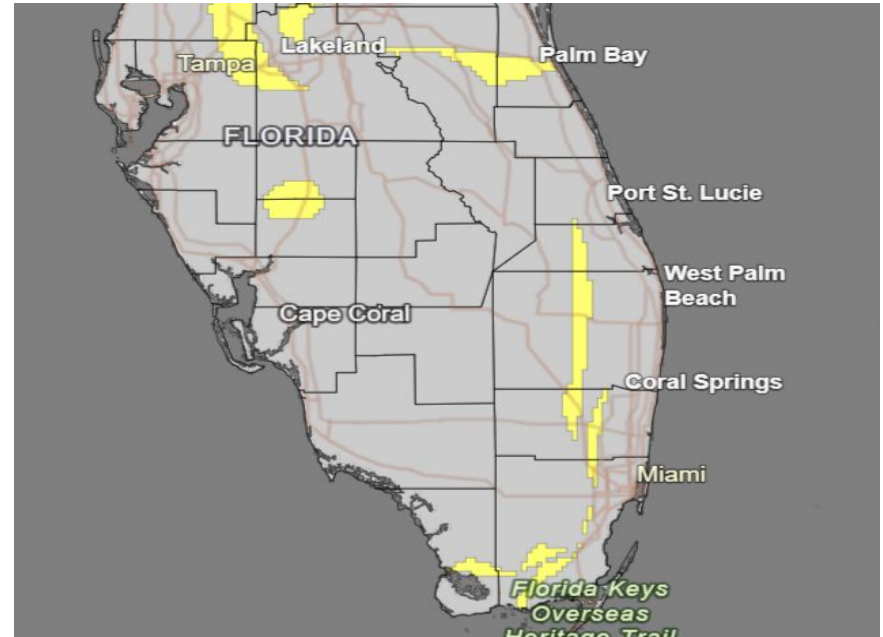 Lakeland
Palm Bay
Tampa
FLORIDA
Port St. Lucie
West Palm
Beach
Cape Coral
Coral Springs
Miami
Florida Keys
Overseas
Heritage Trail